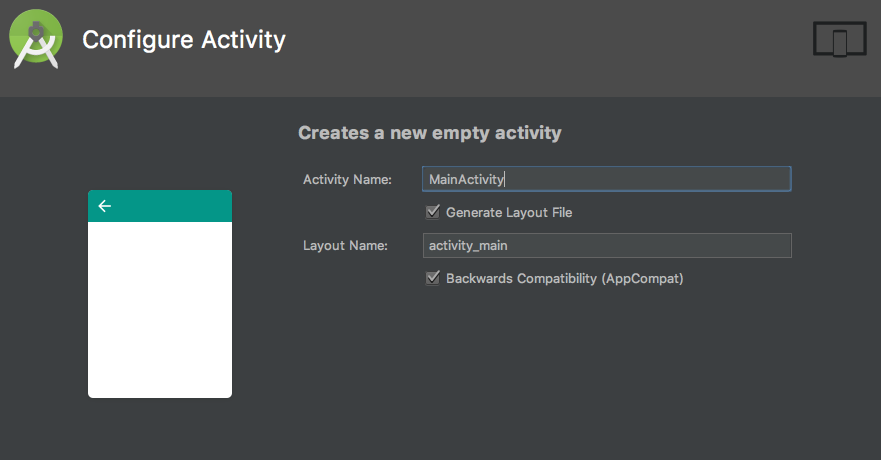 Configure Activity
Creates a new empty activity
Activity Name: MainActivity
Generate Layout File
Layout Name: activity_main
Backwards Compatibility (AppCompat)